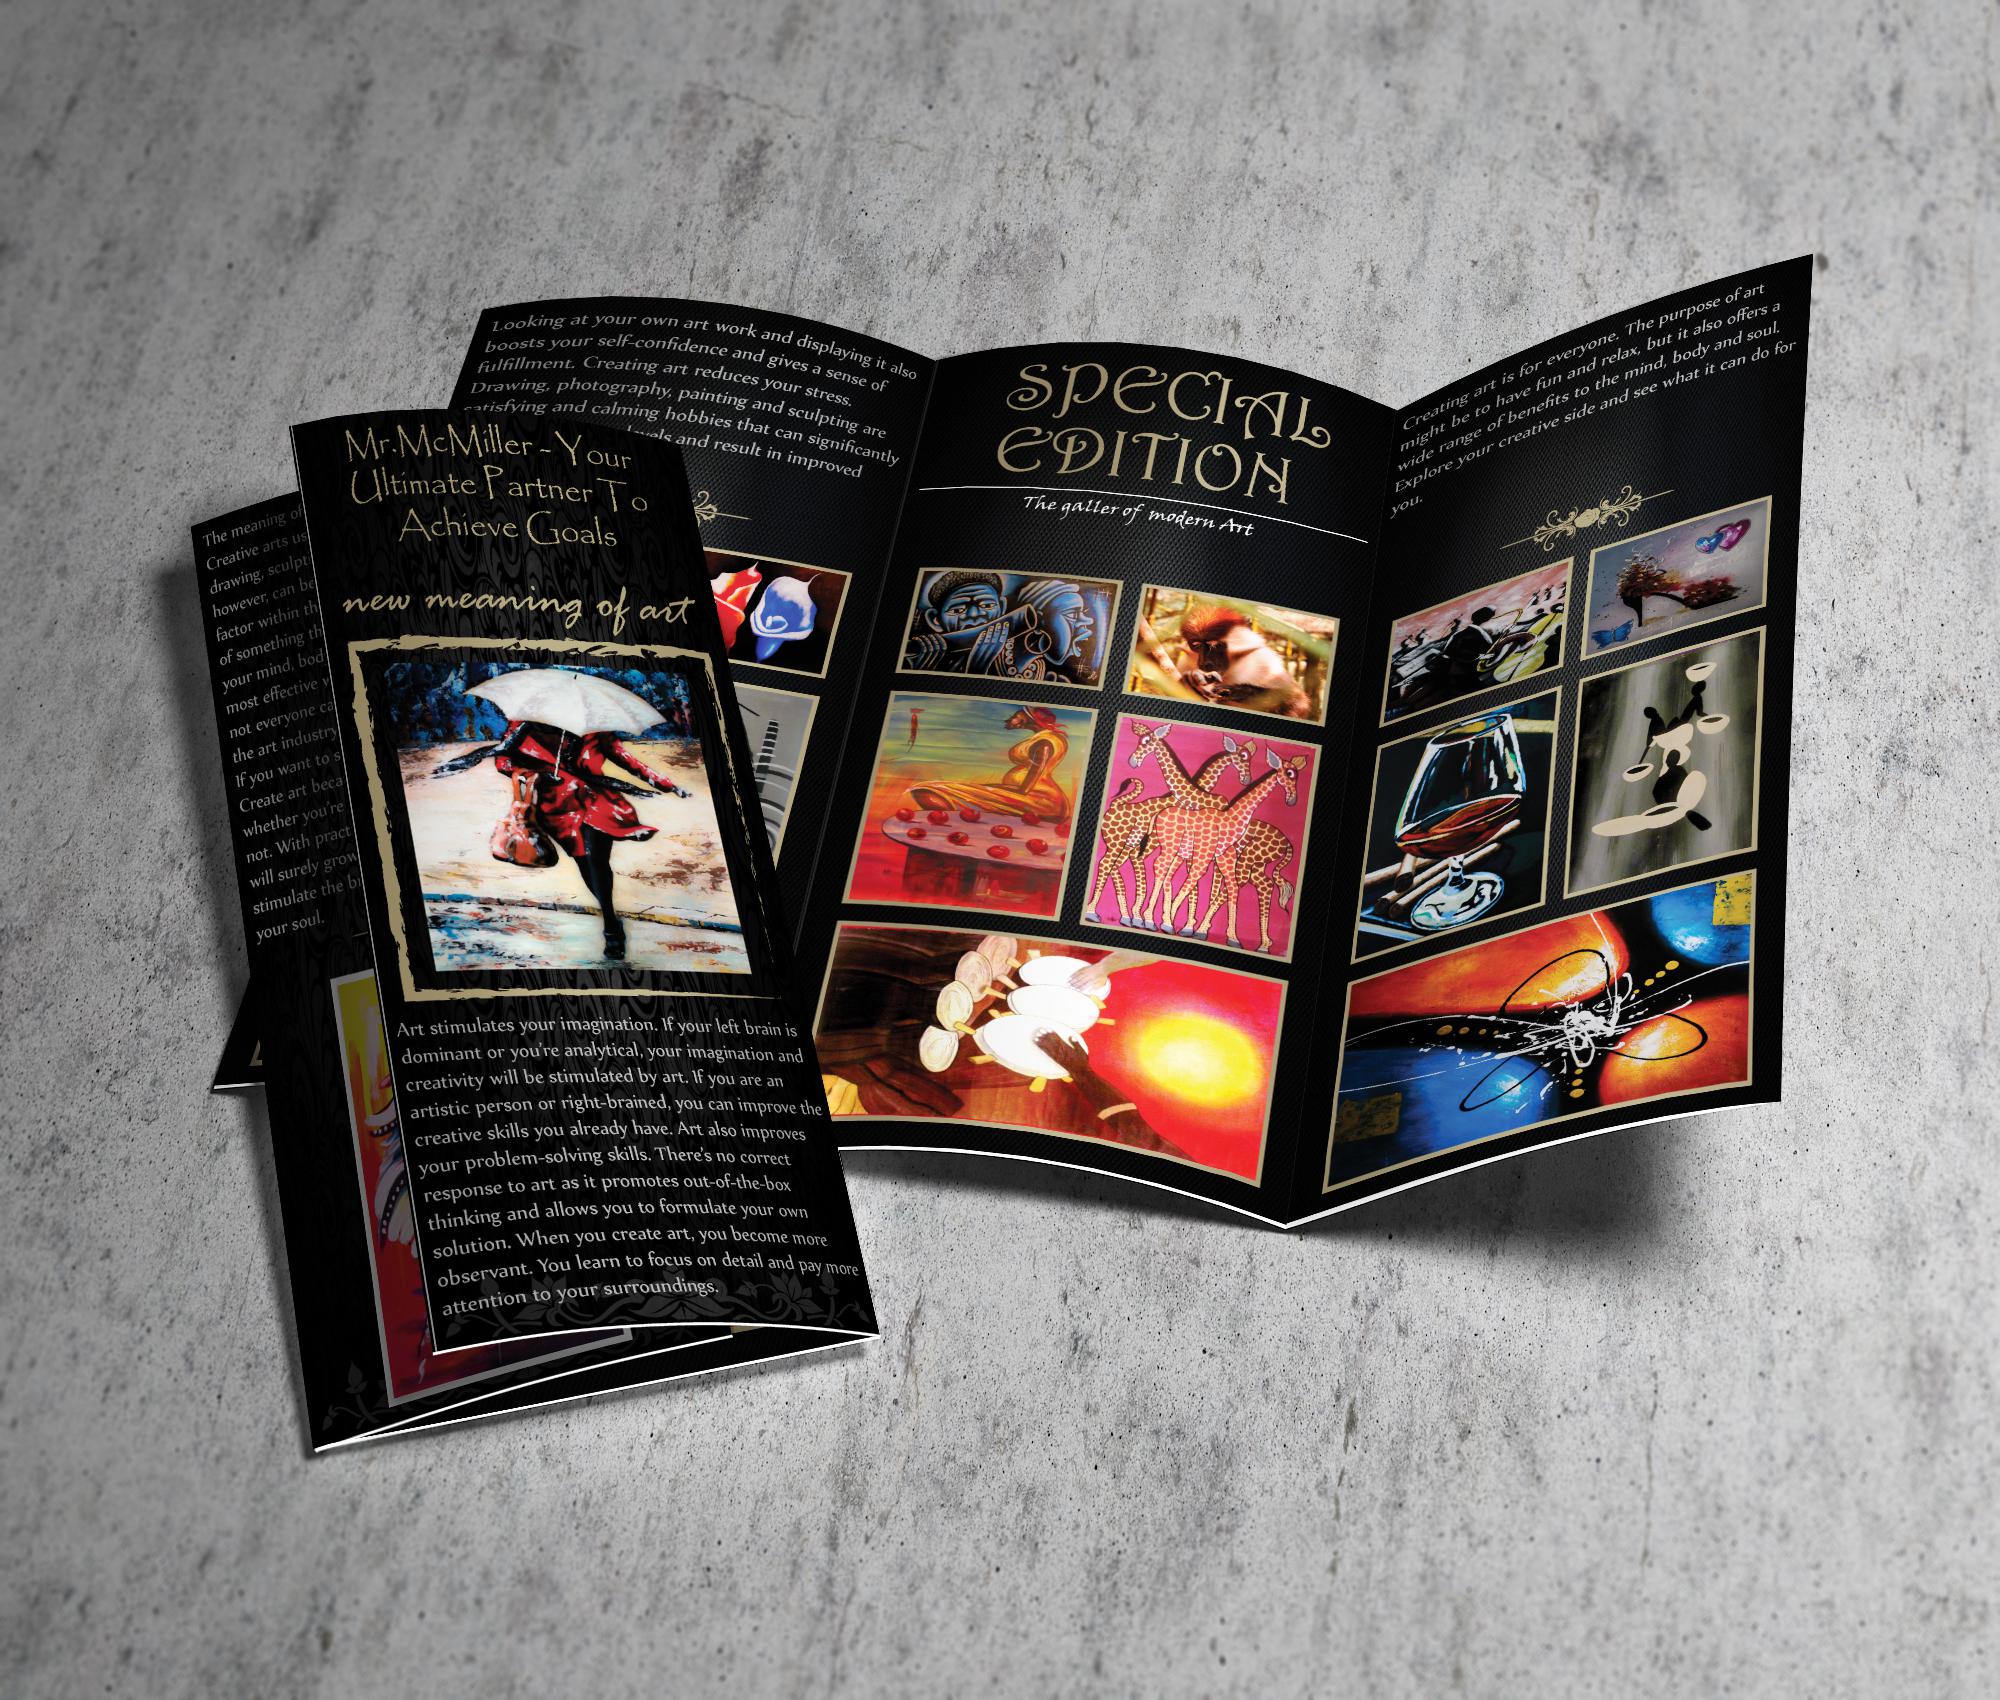 Mr.McMiller - Your
Ultimate Partner To
Achieve Goals
new meaning of art
Art stimulates your imagination. If your left brain is
dominant or you're analytical, your imagination and
creativity will be stimulated by art. If you are an
artistic person or right-brained, you can improve the
creative skills you already have. Art also improves
your problem-solving skills. There's no correct
response to art as it promotes out-of-the-box
thinking and allows you to formulate your own
solution. When you create art, you become more
observant. You learn to focus on detail and pay more
attention to your surroundings.
The meaning of
Creative arts
drawing,
however, can be
factor within
of something
your mind,
most effective
not everyone
the art industry
If you want to
Create art
whether you're
not. With
will surely grow
stimulate the
your soul.
Looking at your own art work and displaying it also
boosts your self-confidence and gives a sense of
fulfillment. Creating art reduces your stress.
Drawing, photography, painting and sculpting are
satisfying and calming hobbies that can significantly
and result in improved
SPECIAL
EDITION
The galler of modern Art
Creating art is for everyone. The purpose of art
might be to have fun and relax, but it also offers a
wide range of benefits to the mind, body and soul.
Explore your creative side and see what it can do for
you.